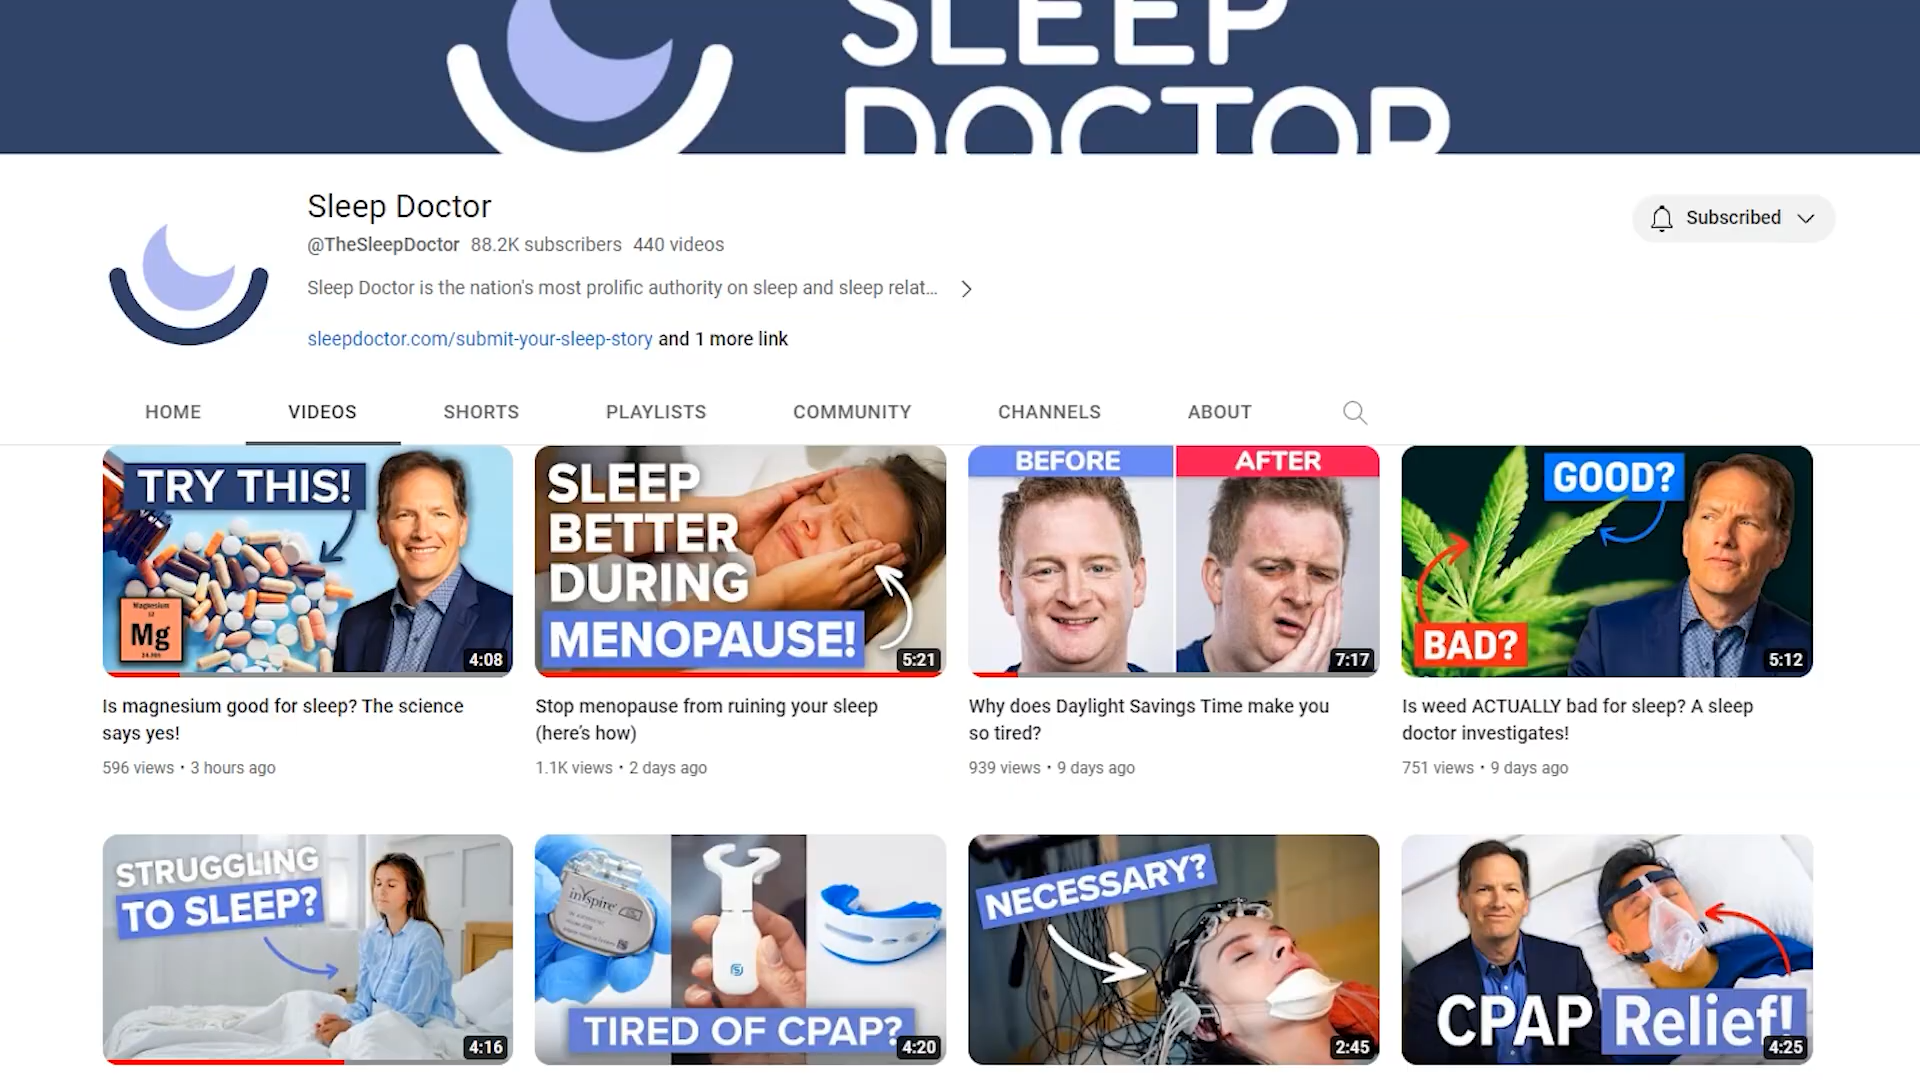 SLEEP
DOCTOR
Sleep Doctor
@TheSleepDoctor 88.2K subscribers 440 videos
Sleep Doctor is the nation's most prolific authority on sleep and sleep relat...
sleepdoctor.com/submit-your-sleep-story and 1 more link
Subscribed
HOME VIDEOS SHORTS PLAYLISTS COMMUNITY CHANNELS ABOUT
TRY THIS!
Magnesium
12
Mg
4:08
SLEEP
BETTER
DURING
MENOPAUSE!
5:21
BEFORE AFTER
7:17
GOOD?
BAD?
5:12
Is magnesium good for sleep? The science
says yes!
596 views • 3 hours ago
Stop menopause from ruining your sleep
(here’s how)
1.1K views • 2 days ago
Why does Daylight Savings Time make you
so tired?
939 views • 9 days ago
Is weed ACTUALLY bad for sleep? A sleep
doctor investigates!
751 views • 9 days ago
STRUGGLING
TO SLEEP?
4:16
inspire
TIRED OF CPAP?
4:20
NECESSARY?
2:45
CPAP Relief!
4:25